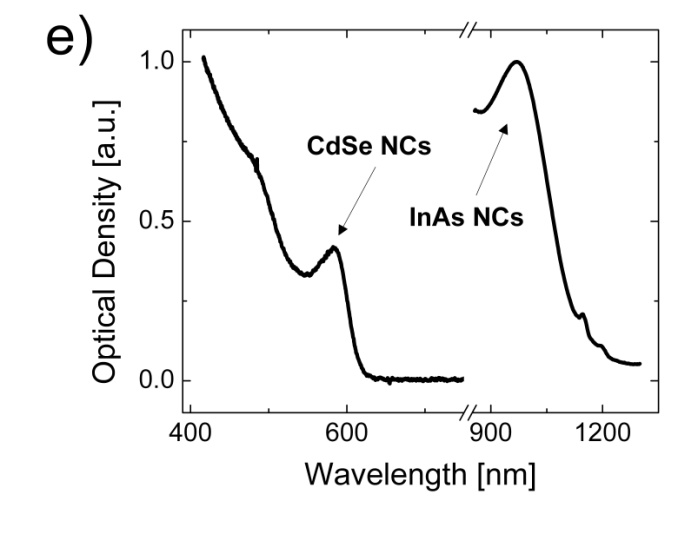 e)
Optical Density [a.u.]
1.0
0.5
0.0
CdSe NCs
InAs NCs
400 600 900 1200
Wavelength [nm]